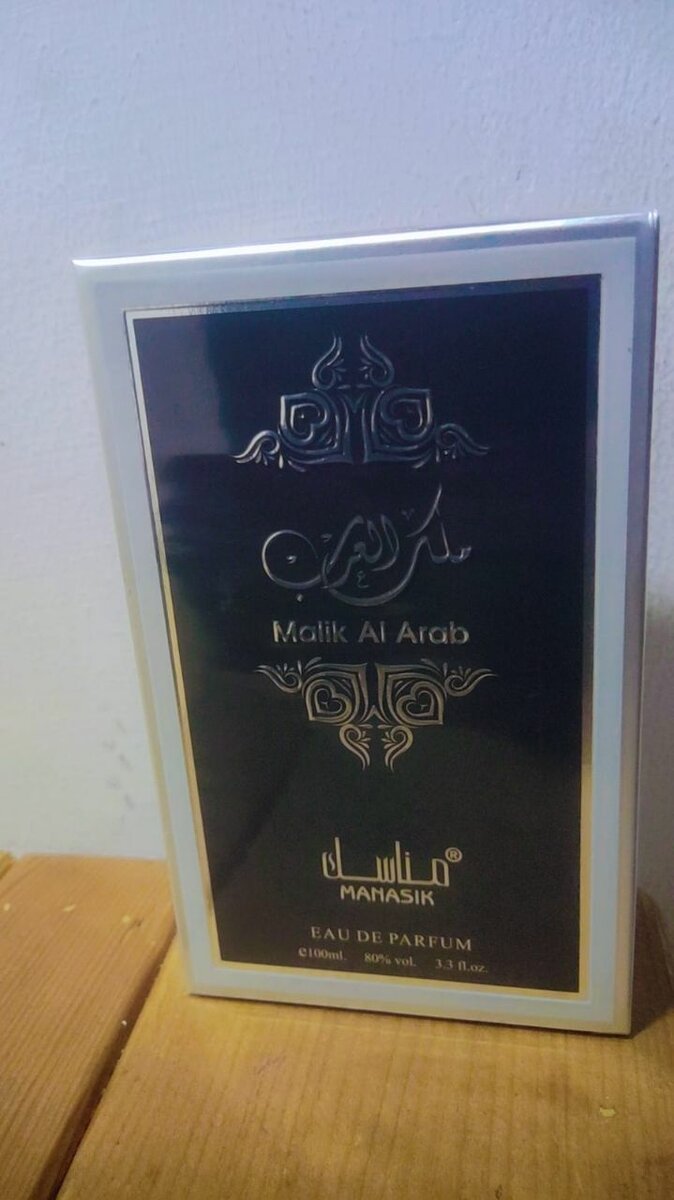 ملك العرب
Malik Al Arab
مناسك®
MANASIK
EAU DE PARFUM
℮100ml. 80% vol. 3.3 fl.oz.